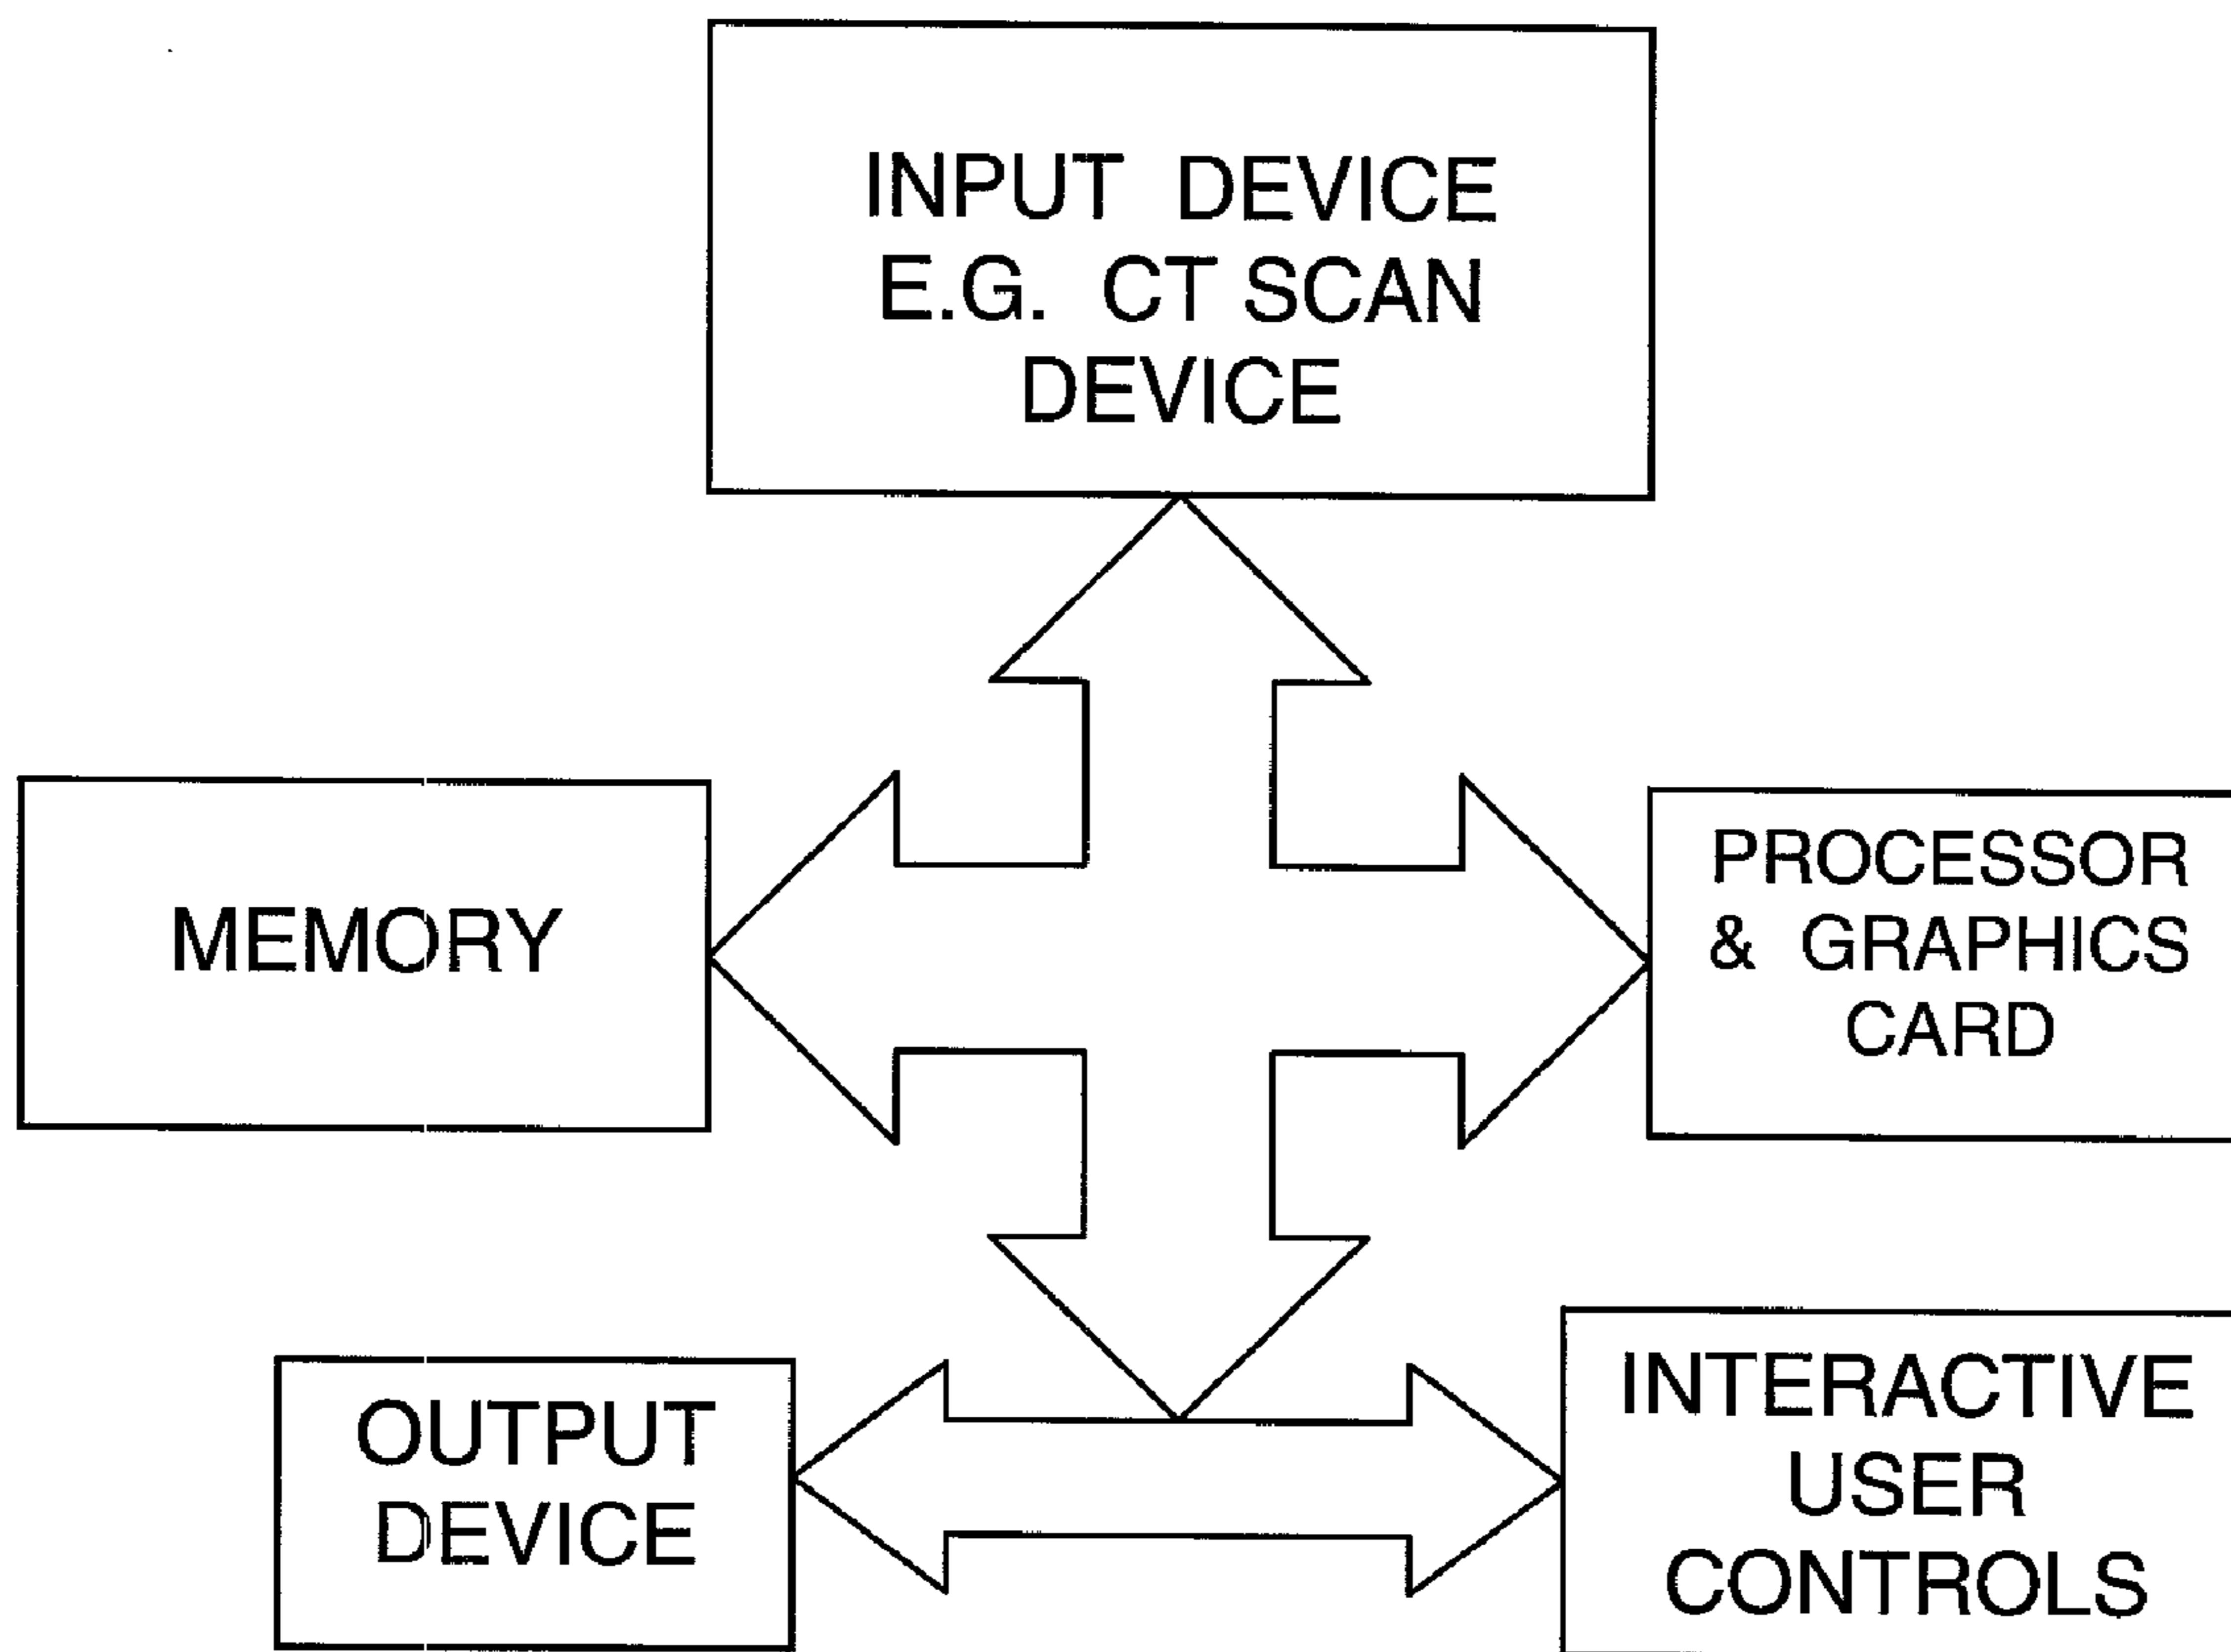 INPUT DEVICE
E.G. CT SCAN
DEVICE
MEMORY
PROCESSOR
& GRAPHICS
CARD
OUTPUT
DEVICE
INTERACTIVE
USER
CONTROLS